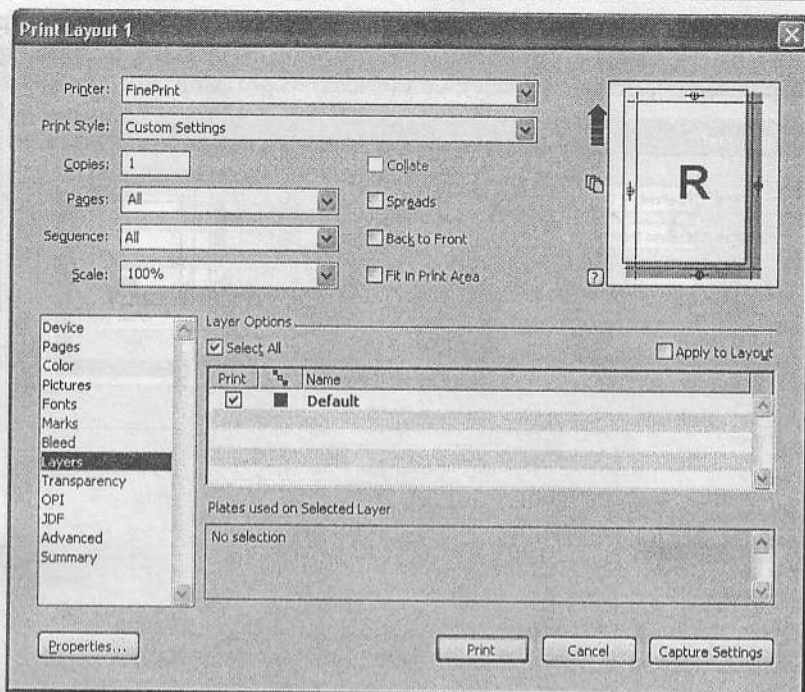 Print Layout 1
Printer: FinePrint
Print Style: Custom Settings
Copies: 1
Collate
Pages: All
Spreads
Sequence: All
Back to Front
Scale: 100%
Fit in Print Area
R
?
Device
Pages
Color
Pictures
Fonts
Marks
Bleed
Layers
Transparency
OPI
JDF
Advanced
Summary
Layer Options
Select All
Apply to Layout
Print Name
Default
Plates used on Selected Layer
No selection
Properties...
Print Cancel Capture Settings